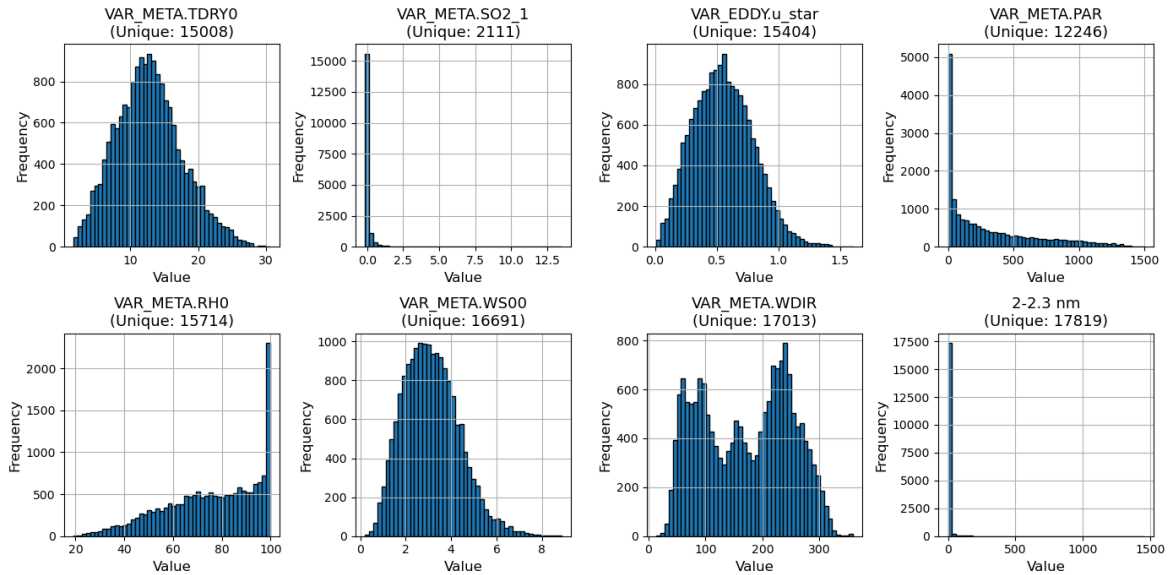 VAR_META.TDRY0
(Unique: 15008)
Frequency
800
600
400
200
0
10
20
30
Value
VAR_META.SO2_1
(Unique: 2111)
Frequency
15000
12500
10000
7500
5000
2500
0
0.0
2.5
5.0
7.5
10.0
12.5
Value
VAR_EDDY.u_star
(Unique: 15404)
Frequency
800
600
400
200
0
0.0
0.5
1.0
1.5
Value
VAR_META.PAR
(Unique: 12246)
Frequency
5000
4000
3000
2000
1000
0
0
500
1000
1500
Value
VAR_META.RH0
(Unique: 15714)
Frequency
2000
1500
1000
500
0
20
40
60
80
100
Value
VAR_META.WS00
(Unique: 16691)
Frequency
1000
800
600
400
200
0
0
2
4
6
8
Value
VAR_META.WDIR
(Unique: 17013)
Frequency
800
600
400
200
0
0
100
200
300
Value
2-2.3 nm
(Unique: 17819)
Frequency
17500
15000
12500
10000
7500
5000
2500
0
0
500
1000
1500
Value